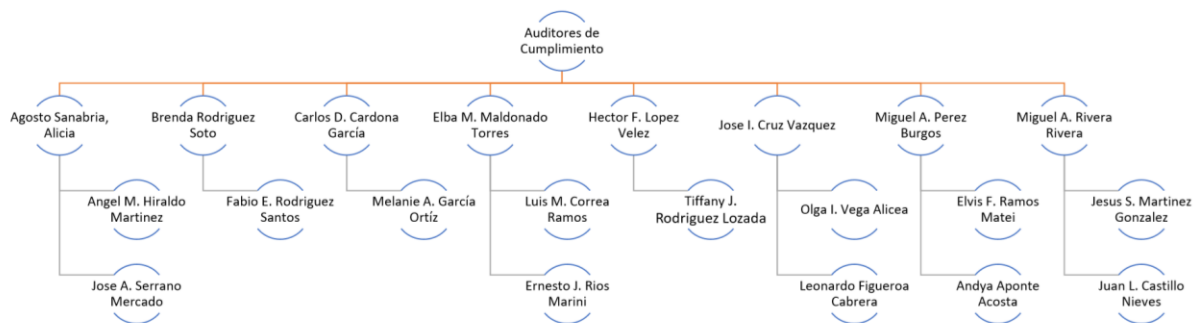 Auditores de
Cumplimiento
Agosto Sanabria,
Alicia
Brenda Rodriguez
Soto
Carlos D. Cardona
García
Elba M. Maldonado
Torres
Hector F. Lopez
Velez
Jose I. Cruz Vazquez
Miguel A. Perez
Burgos
Miguel A. Rivera
Rivera
Angel M. Hiraldo
Martinez
Fabio E. Rodriguez
Santos
Melanie A. García
Ortíz
Luis M. Correa
Ramos
Tiffany J.
Rodriguez Lozada
Olga I. Vega Alicea
Elvis F. Ramos
Matei
Jesus S. Martinez
Gonzalez
Jose A. Serrano
Mercado
Ernesto J. Rios
Marini
Leonardo Figueroa
Cabrera
Andya Aponte
Acosta
Juan L. Castillo
Nieves